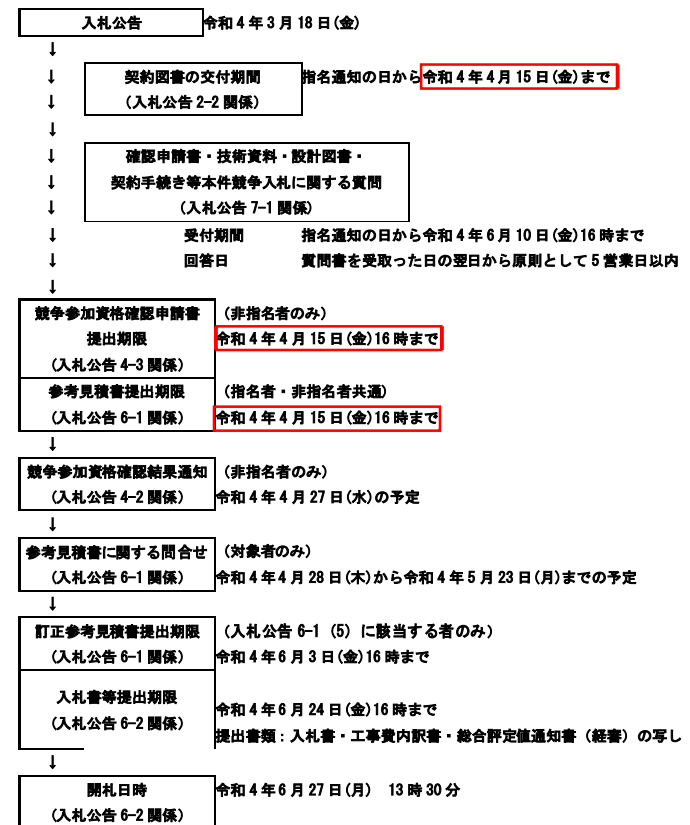 入札公告 令和4年3月18日(金)
↓
↓ 契約図書の交付期間 指名通知の日から令和4年4月15日(金)まで
↓ (入札公告2-2関係)
↓
↓ 確認申請書・技術資料・設計図書・
↓ 契約手続き等本件競争入札に関する質問
↓ (入札公告7-1関係)
↓ 受付期間 指名通知の日から令和4年6月10日(金)16時まで
↓ 回答日 質問書を受取った日の翌日から原則として5営業日以内
↓
競争参加資格確認申請書 (非指名者のみ)
提出期限 令和4年4月15日(金)16時まで
(入札公告4-3関係)
参考見積書提出期限 (指名者・非指名者共通)
(入札公告6-1関係) 令和4年4月15日(金)16時まで
↓
競争参加資格確認結果通知 (非指名者のみ)
(入札公告4-2関係) 令和4年4月27日(水)の予定
↓
参考見積書に関する問合せ (対象者のみ)
(入札公告6-1関係) 令和4年4月28日(木)から令和4年5月23日(月)までの予定
↓
訂正参考見積書提出期限 (入札公告6-1(5)に該当する者のみ)
(入札公告6-1関係) 令和4年6月3日(金)16時まで
入札書等提出期限
(入札公告6-2関係) 令和4年6月24日(金)16時まで
提出書類:入札書・工事費内訳書・総合評定値通知書(経審)の写し
↓
開札日時 令和4年6月27日(月) 13時30分
(入札公告6-2関係)